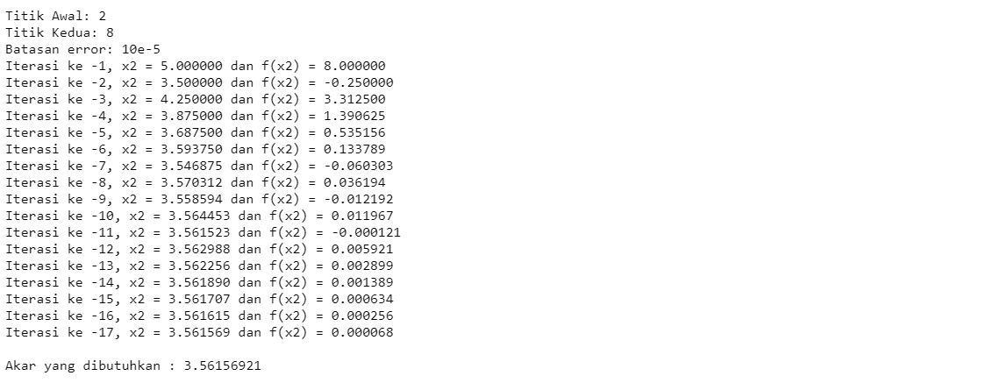 Titik Awal: 2
Titik Kedua: 8
Batasan error: 10e-5
Iterasi ke -1, x2 = 5.000000 dan f(x2) = 8.000000
Iterasi ke -2, x2 = 3.500000 dan f(x2) = -0.250000
Iterasi ke -3, x2 = 4.250000 dan f(x2) = 3.312500
Iterasi ke -4, x2 = 3.875000 dan f(x2) = 1.390625
Iterasi ke -5, x2 = 3.687500 dan f(x2) = 0.535156
Iterasi ke -6, x2 = 3.593750 dan f(x2) = 0.133789
Iterasi ke -7, x2 = 3.546875 dan f(x2) = -0.060303
Iterasi ke -8, x2 = 3.570312 dan f(x2) = 0.036194
Iterasi ke -9, x2 = 3.558594 dan f(x2) = -0.012192
Iterasi ke -10, x2 = 3.564453 dan f(x2) = 0.011967
Iterasi ke -11, x2 = 3.561523 dan f(x2) = -0.000121
Iterasi ke -12, x2 = 3.562988 dan f(x2) = 0.005921
Iterasi ke -13, x2 = 3.562256 dan f(x2) = 0.002899
Iterasi ke -14, x2 = 3.561890 dan f(x2) = 0.001389
Iterasi ke -15, x2 = 3.561707 dan f(x2) = 0.000634
Iterasi ke -16, x2 = 3.561615 dan f(x2) = 0.000256
Iterasi ke -17, x2 = 3.561569 dan f(x2) = 0.000068
Akar yang dibutuhkan : 3.56156921